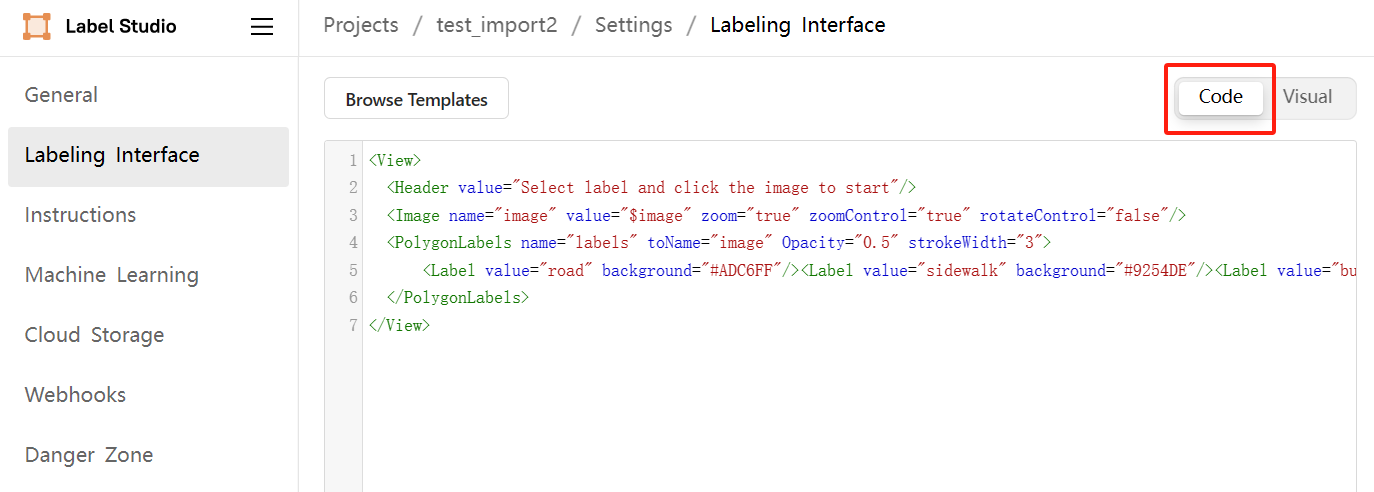 Label Studio
Projects / test_import2 / Settings / Labeling Interface
General
Labeling Interface
Instructions
Machine Learning
Cloud Storage
Webhooks
Danger Zone
Browse Templates
Code Visual
1 <View>
2 <Header value="Select label and click the image to start"/>
3 <Image name="image" value="$image" zoom="true" zoomControl="true" rotateControl="false"/>
4 <PolygonLabels name="labels" toName="image" Opacity="0.5" strokeWidth="3">
5 <Label value="road" background="#ADC6FF"/><Label value="sidewalk" background="#9254DE"/><Label value="bu
6 </PolygonLabels>
7 </View>